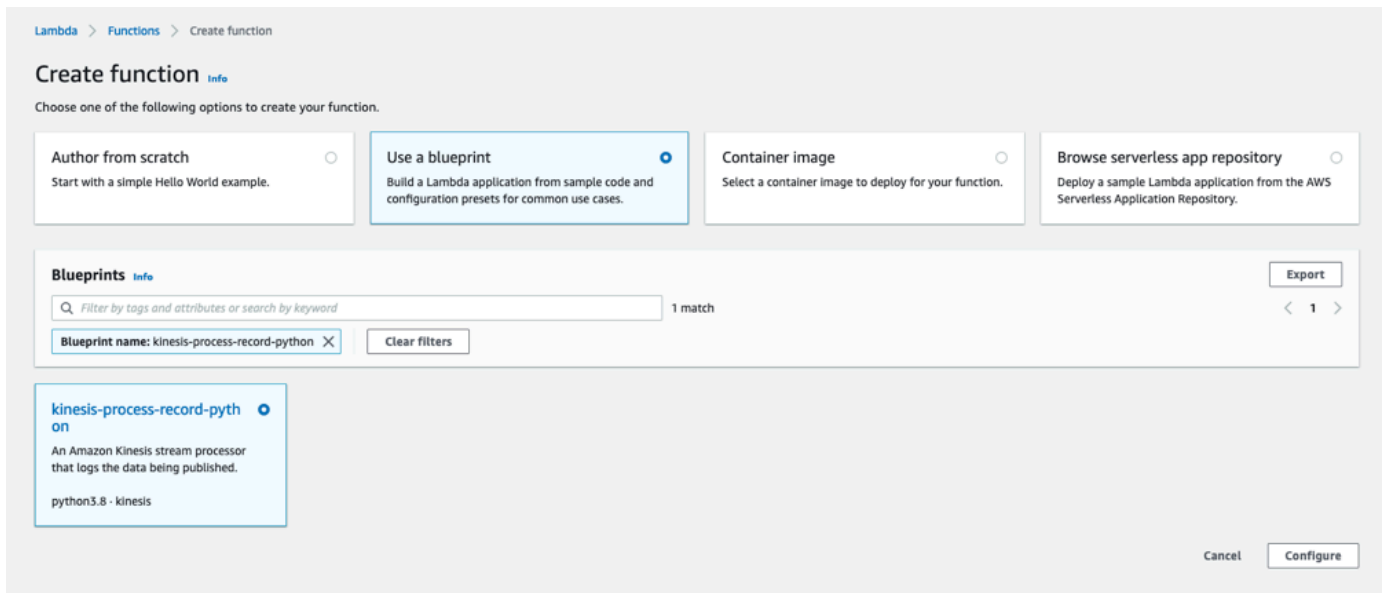 Lambda > Functions > Create function
Create function Info
Choose one of the following options to create your function.
Author from scratch
Start with a simple Hello World example.
Use a blueprint
Build a Lambda application from sample code and
configuration presets for common use cases.
Container image
Select a container image to deploy for your function.
Browse serverless app repository
Deploy a sample Lambda application from the AWS
Serverless Application Repository.
Blueprints Info
Export
Filter by tags and attributes or search by keyword
1 match
< 1 >
Blueprint name: kinesis-process-record-python
Clear filters
kinesis-process-record-pyth
on
An Amazon Kinesis stream processor
that logs the data being published.
python3.8 · kinesis
Cancel
Configure